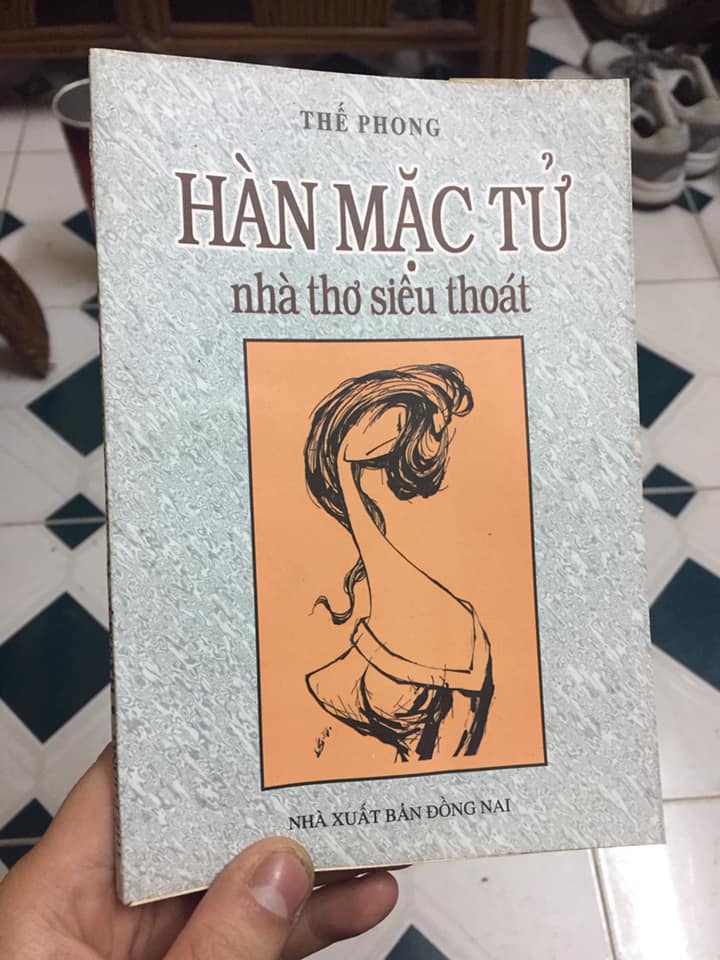 THẾ PHONG
HÀN MẶC TỬ
nhà thơ siêu thoát
NHÀ XUẤT BẢN ĐỒNG NAI